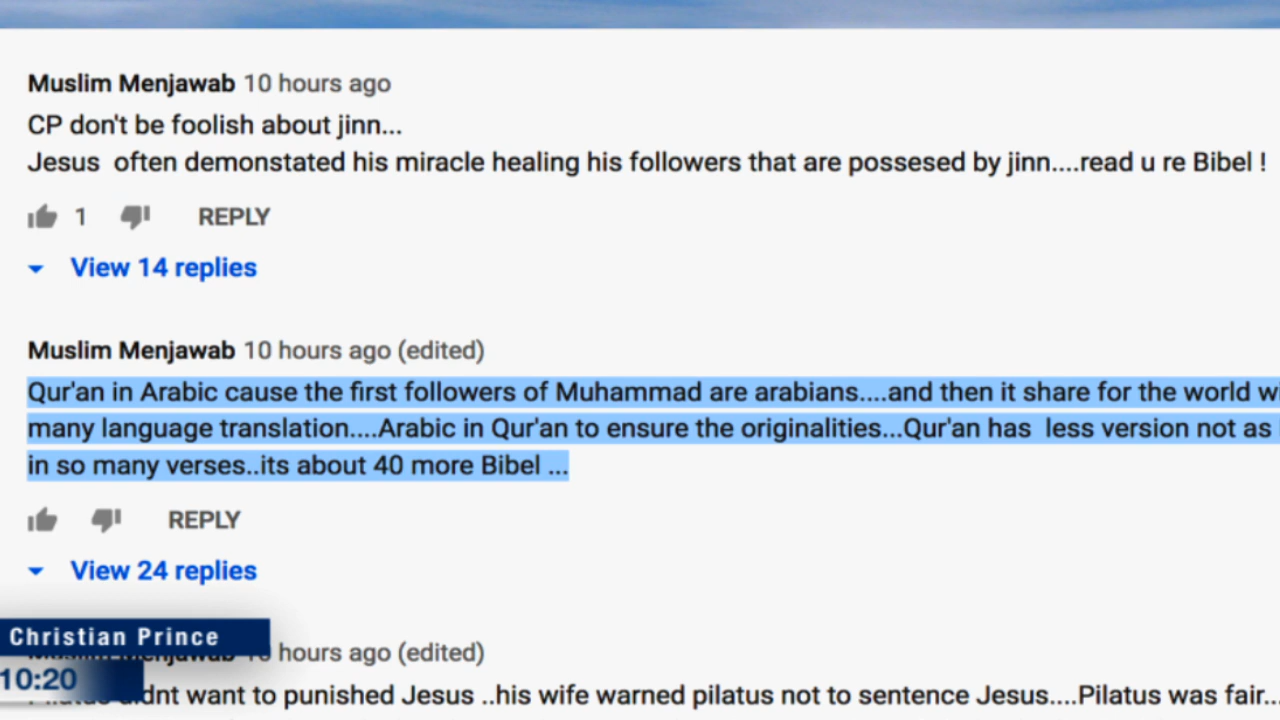 Muslim Menjawab 10 hours ago
CP don't be foolish about jinn...
Jesus often demonstated his miracle healing his followers that are possesed by jinn....read u re Bibel !
1 REPLY
View 14 replies
Muslim Menjawab 10 hours ago (edited)
Qur'an in Arabic cause the first followers of Muhammad are arabians....and then it share for the world
many language translation....Arabic in Qur'an to ensure the originalities...Qur'an has less version not as
in so many verses..its about 40 more Bibel ...
REPLY
View 24 replies
Christian Prince
hours ago (edited)
10:20
want to punished Jesus ..his wife warned pilatus not to sentence Jesus....Pilatus was fair...